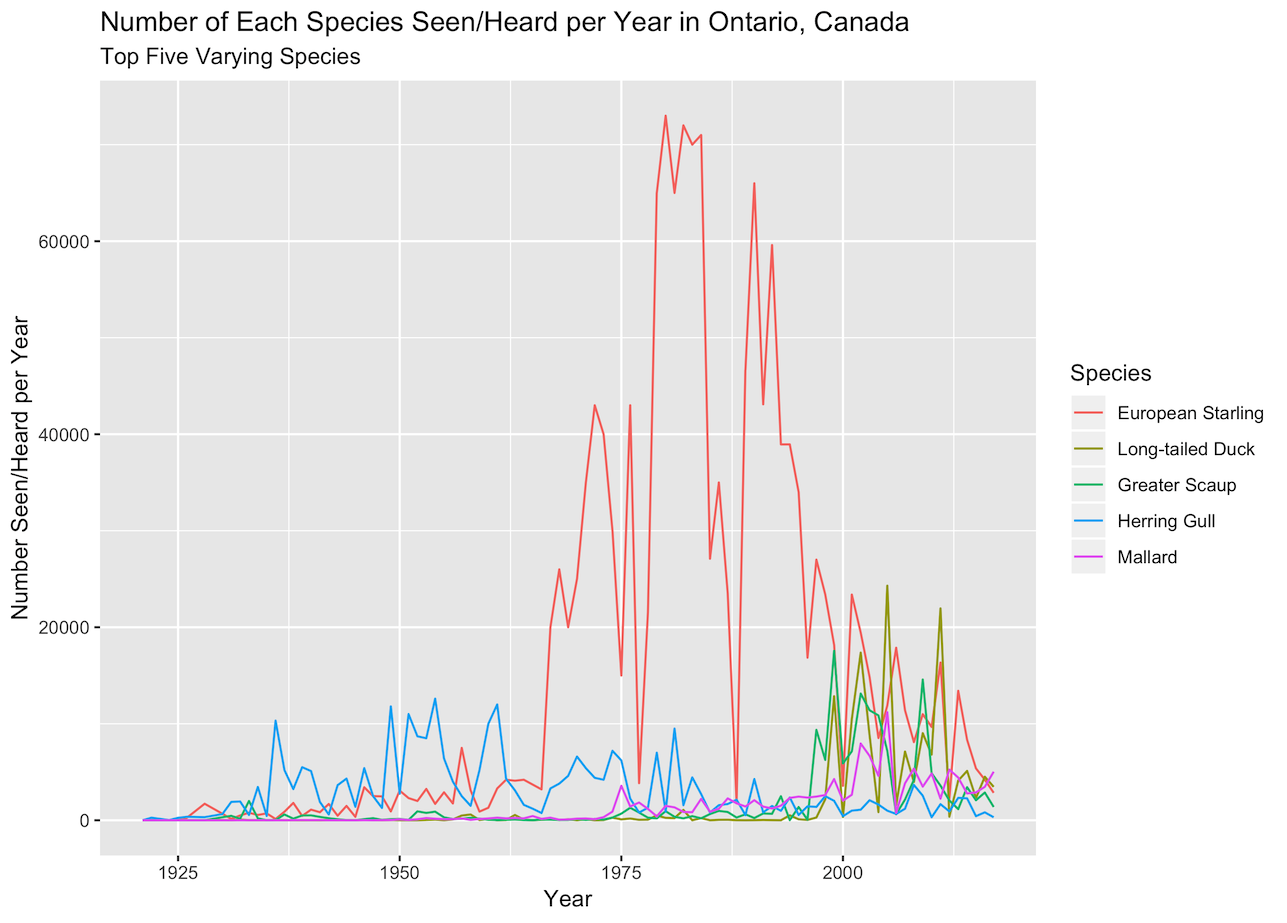 Number of Each Species Seen/Heard per Year in Ontario, Canada
Top Five Varying Species
Number Seen/Heard per Year
60000
40000
20000
0
1925
1950
1975
2000
Year
Species
European Starling
Long-tailed Duck
Greater Scaup
Herring Gull
Mallard